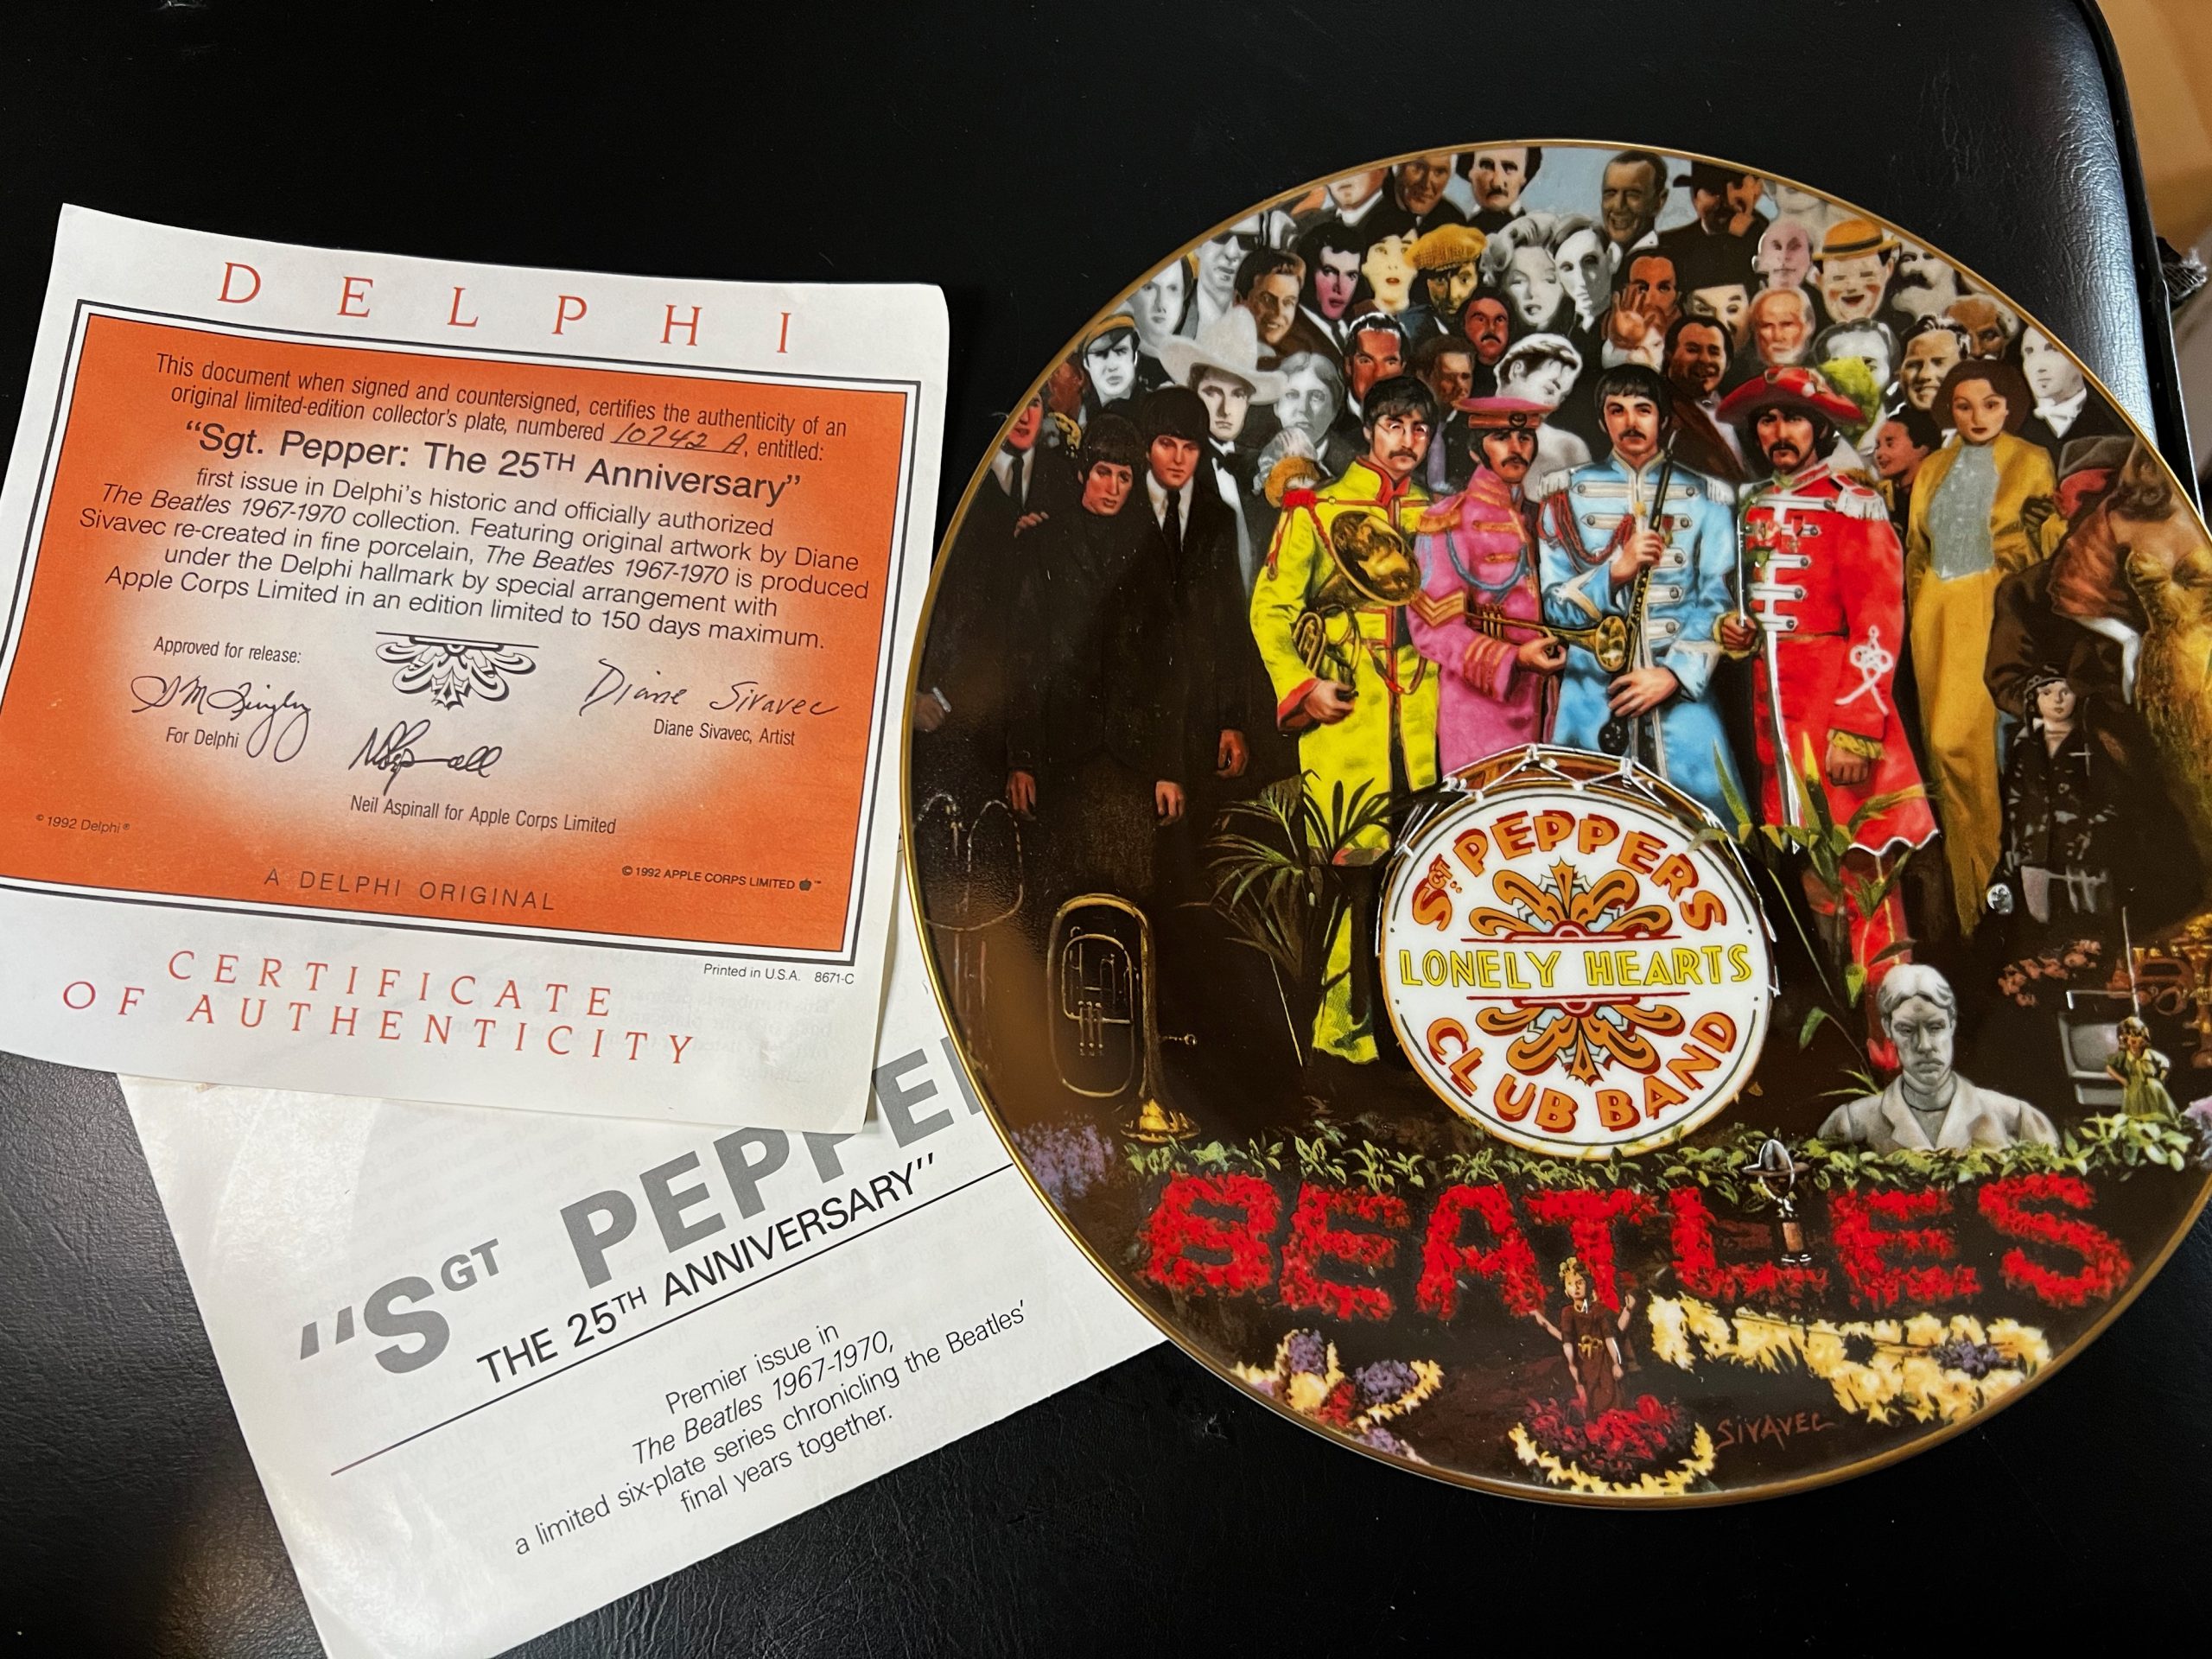 DELPHI
This document when signed and countersigned, certifies the authenticity of an
original limited-edition collector's plate, numbered 10742 A, entitled:
"Sgt. Pepper: The 25TH Anniversary"
first issue in Delphi's historic and officially authorized
The Beatles 1967-1970 collection. Featuring original artwork by Diane
Sivavec re-created in fine porcelain, The Beatles 1967-1970 is produced
under the Delphi hallmark by special arrangement with
Apple Corps Limited in an edition limited to 150 days maximum.
Approved for release:
For Delphi
Diane Sivavec
Diane Sivavec, Artist
Neil Aspinall for Apple Corps Limited
© 1992 Delphi®
© 1992 APPLE CORPS LIMITED ™
A DELPHI ORIGINAL
Printed in U.S.A. 8671-C
CERTIFICATE
OF AUTHENTICITY
"SGT PEPPE
THE 25TH ANNIVERSARY"
Premier issue in
The Beatles 1967-1970,
a limited six-plate series chronicling the Beatles'
final years together.
SGT. PEPPERS
LONELY HEARTS
CLUB BAND
BEATLES
SIVAVEC